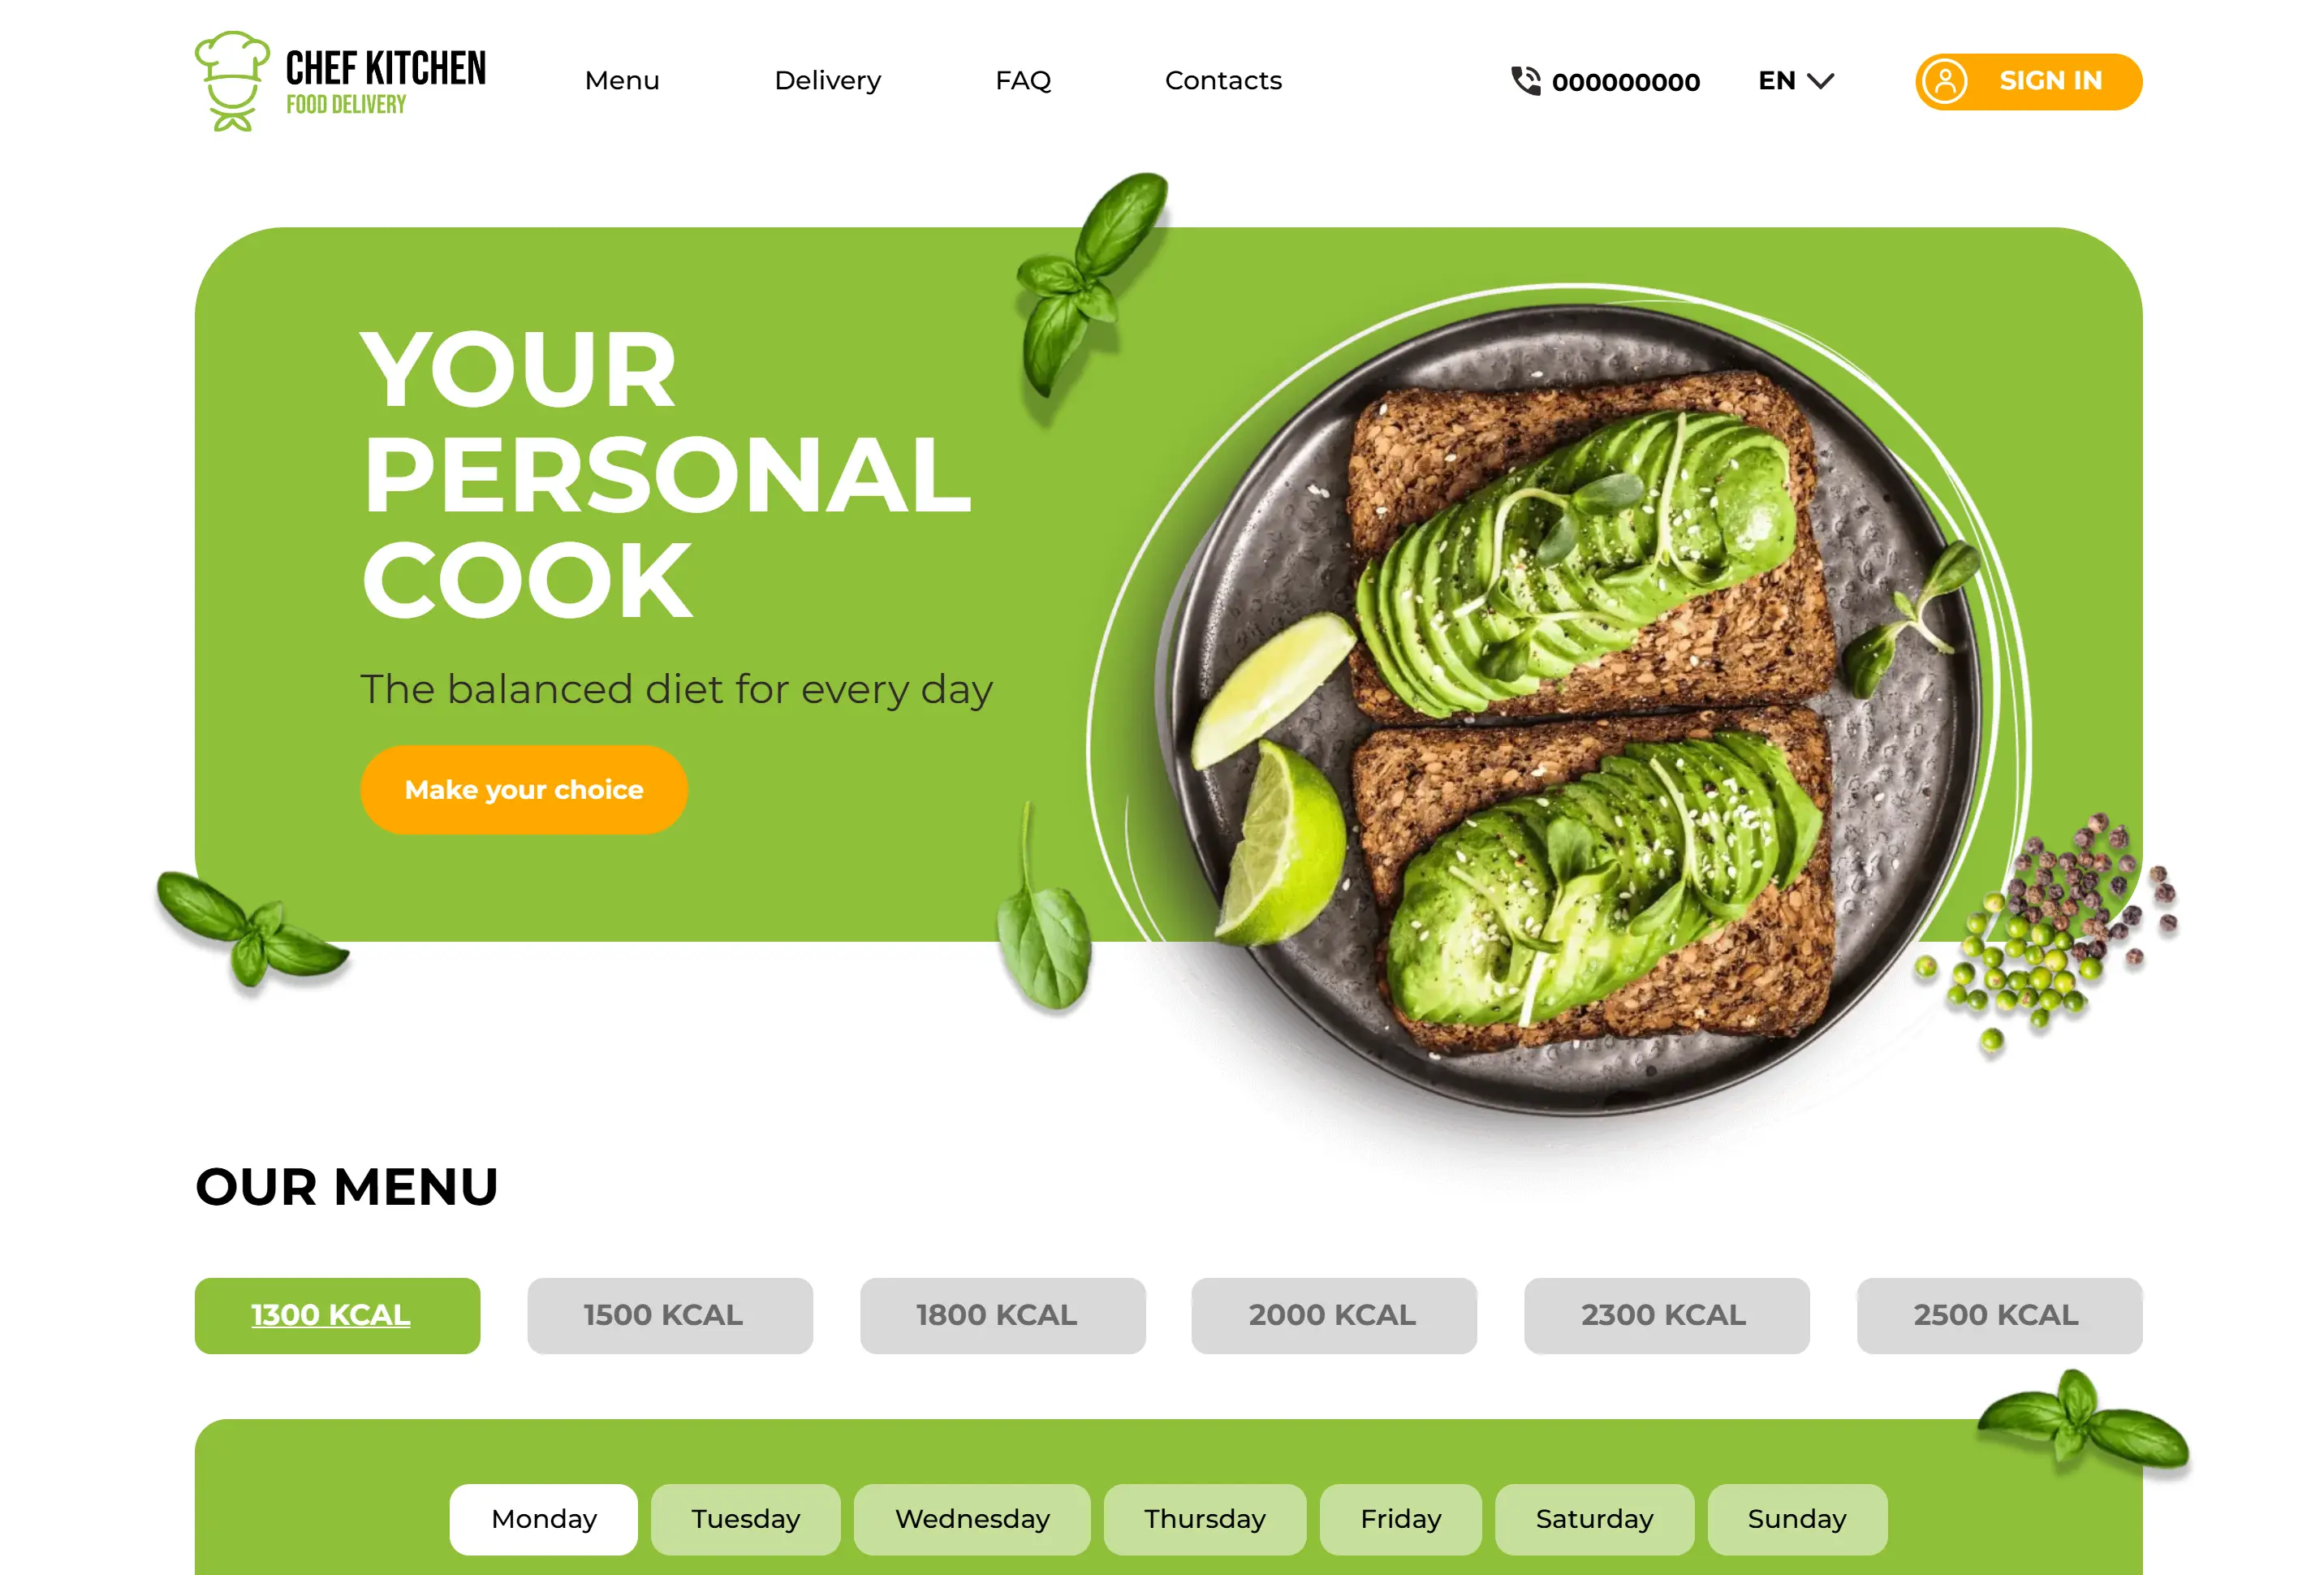 CHEF KITCHEN
FOOD DELIVERY
Menu
Delivery
FAQ
Contacts
000000000
EN
SIGN IN
YOUR
PERSONAL
COOK
The balanced diet for every day
Make your choice
OUR MENU
1300 KCAL
1500 KCAL
1800 KCAL
2000 KCAL
2300 KCAL
2500 KCAL
Monday
Tuesday
Wednesday
Thursday
Friday
Saturday
Sunday